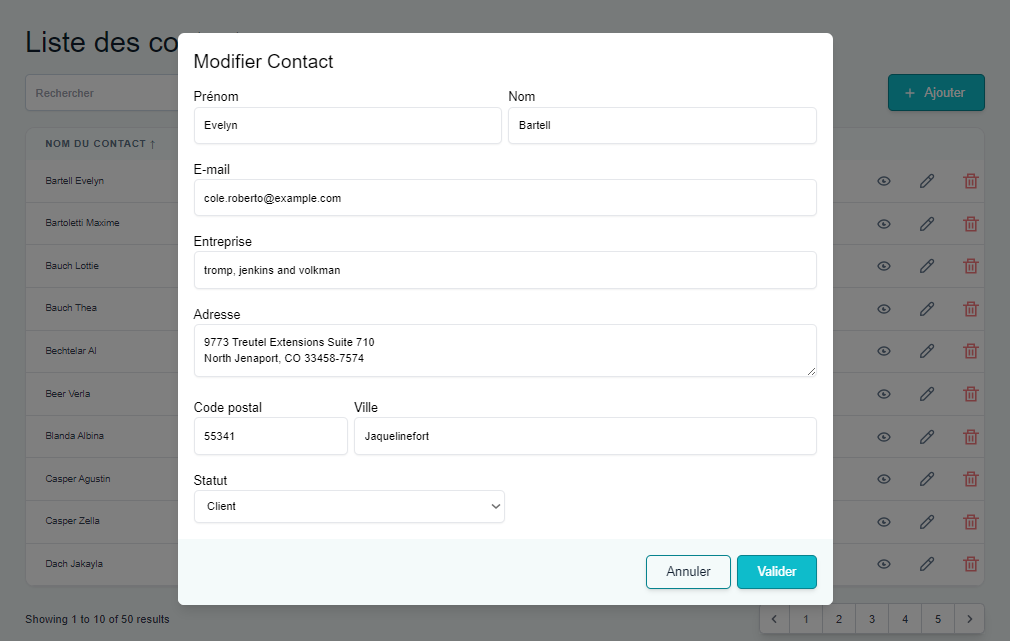 Liste des co
Rechercher
+ Ajouter
NOM DU CONTACT ↑
Bartell Evelyn
Bartoletti Maxime
Bauch Lottie
Bauch Thea
Bechtelar Al
Beer Verla
Blanda Albina
Casper Agustin
Casper Zella
Dach Jakayla
Showing 1 to 10 of 50 results
< 1 2 3 4 5 >
Modifier Contact
Prénom Nom
Evelyn Bartell
E-mail
cole.roberto@example.com
Entreprise
tromp, jenkins and volkman
Adresse
9773 Treutel Extensions Suite 710
North Jenaport, CO 33458-7574
Code postal Ville
55341 Jaquelinefort
Statut
Client
Annuler Valider